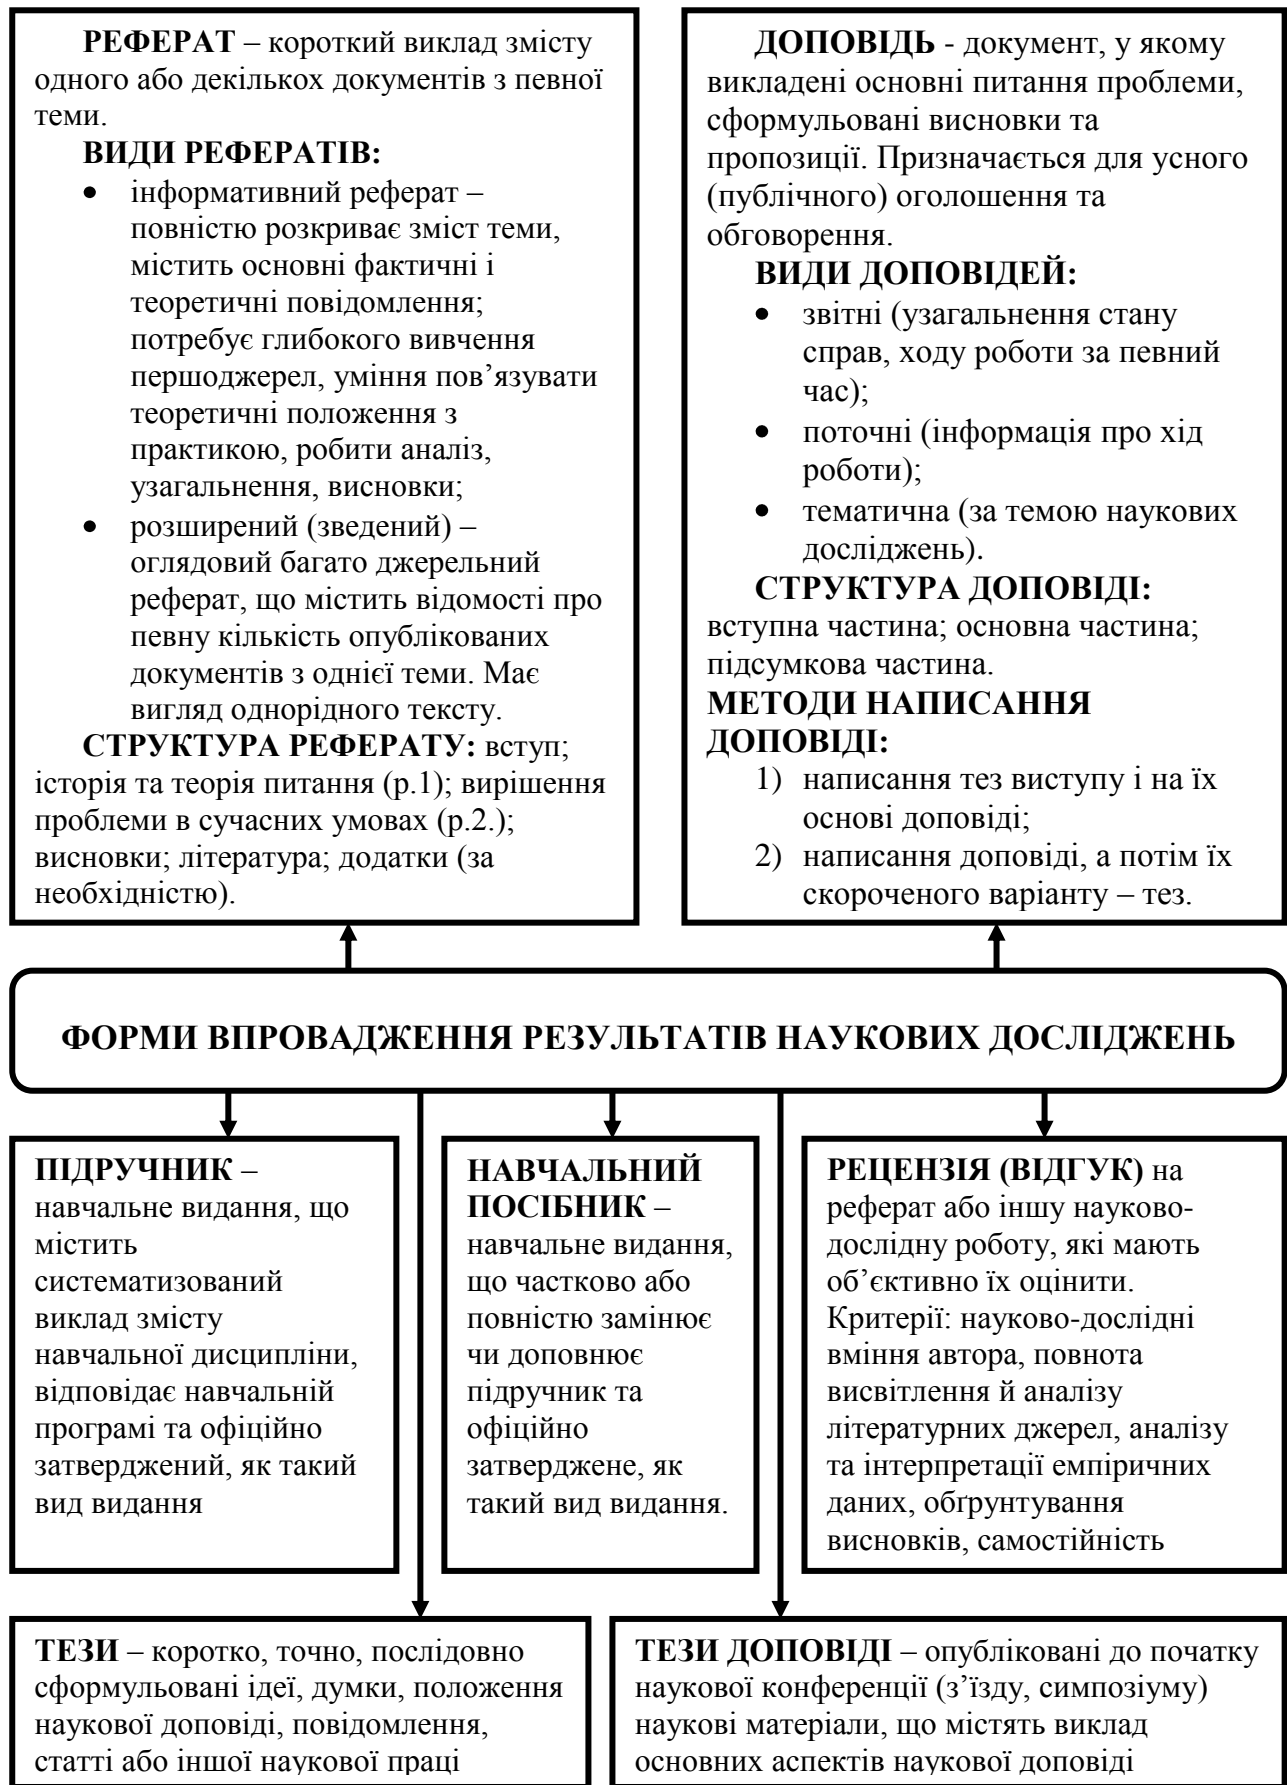 РЕФЕРАТ – короткий виклад змісту
одного або декількох документів з певної
теми.
ВИДИ РЕФЕРАТІВ:
• інформативний реферат –
повністю розкриває зміст теми,
містить основні фактичні і
теоретичні повідомлення;
потребує глибокого вивчення
першоджерел, уміння пов’язувати
теоретичні положення з
практикою, робити аналіз,
узагальнення, висновки;
• розширений (зведений) –
оглядовий багато джерельний
реферат, що містить відомості про
певну кількість опублікованих
документів з однієї теми. Має
вигляд однорідного тексту.
СТРУКТУРА РЕФЕРАТУ: вступ;
історія та теорія питання (р.1); вирішення
проблеми в сучасних умовах (р.2.);
висновки; література; додатки (за
необхідністю).
ДОПОВІДЬ - документ, у якому
викладені основні питання проблеми,
сформульовані висновки та
пропозиції. Призначається для усного
(публічного) оголошення та
обговорення.
ВИДИ ДОПОВІДЕЙ:
• звітні (узагальнення стану
справ, ходу роботи за певний
час);
• поточні (інформація про хід
роботи);
• тематична (за темою наукових
досліджень).
СТРУКТУРА ДОПОВІДІ:
вступна частина; основна частина;
підсумкова частина.
МЕТОДИ НАПИСАННЯ
ДОПОВІДІ:
1) написання тез виступу і на їх
основі доповіді;
2) написання доповіді, а потім їх
скороченого варіанту – тез.
ФОРМИ ВПРОВАДЖЕННЯ РЕЗУЛЬТАТІВ НАУКОВИХ ДОСЛІДЖЕНЬ
ПІДРУЧНИК –
навчальне видання, що
містить
систематизований
виклад змісту
навчальної дисципліни,
відповідає навчальній
програмі та офіційно
затверджений, як такий
вид видання
НАВЧАЛЬНИЙ
ПОСІБНИК –
навчальне видання,
що частково або
повністю замінює
чи доповнює
підручник та
офіційно
затверджене, як
такий вид видання.
РЕЦЕНЗІЯ (ВІДГУК) на
реферат або іншу науково-
дослідну роботу, які мають
об’єктивно їх оцінити.
Критерії: науково-дослідні
вміння автора, повнота
висвітлення й аналізу
літературних джерел, аналізу
та інтерпретації емпіричних
даних, обґрунтування
висновків, самостійність
ТЕЗИ – коротко, точно, послідовно
сформульовані ідеї, думки, положення
наукової доповіді, повідомлення,
статті або іншої наукової праці
ТЕЗИ ДОПОВІДІ – опубліковані до початку
наукової конференції (з’їзду, симпозіуму)
наукові матеріали, що містять виклад
основних аспектів наукової доповіді